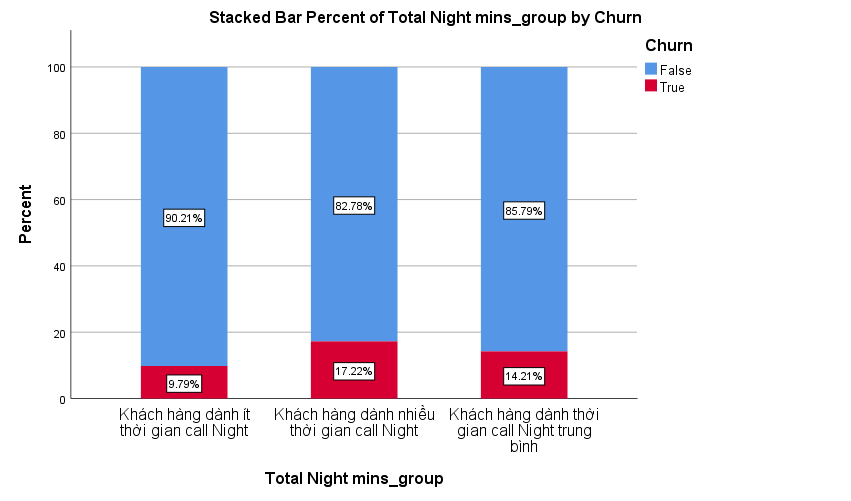 Stacked Bar Percent of Total Night mins_group by Churn
Churn
False
True
Percent
100
80
60
40
20
0
90.21%
82.78%
85.79%
9.79%
17.22%
14.21%
Khách hàng dành ít
thời gian call Night
Khách hàng dành nhiều
thời gian call Night
Khách hàng dành thời
gian call Night trung
bình
Total Night mins_group